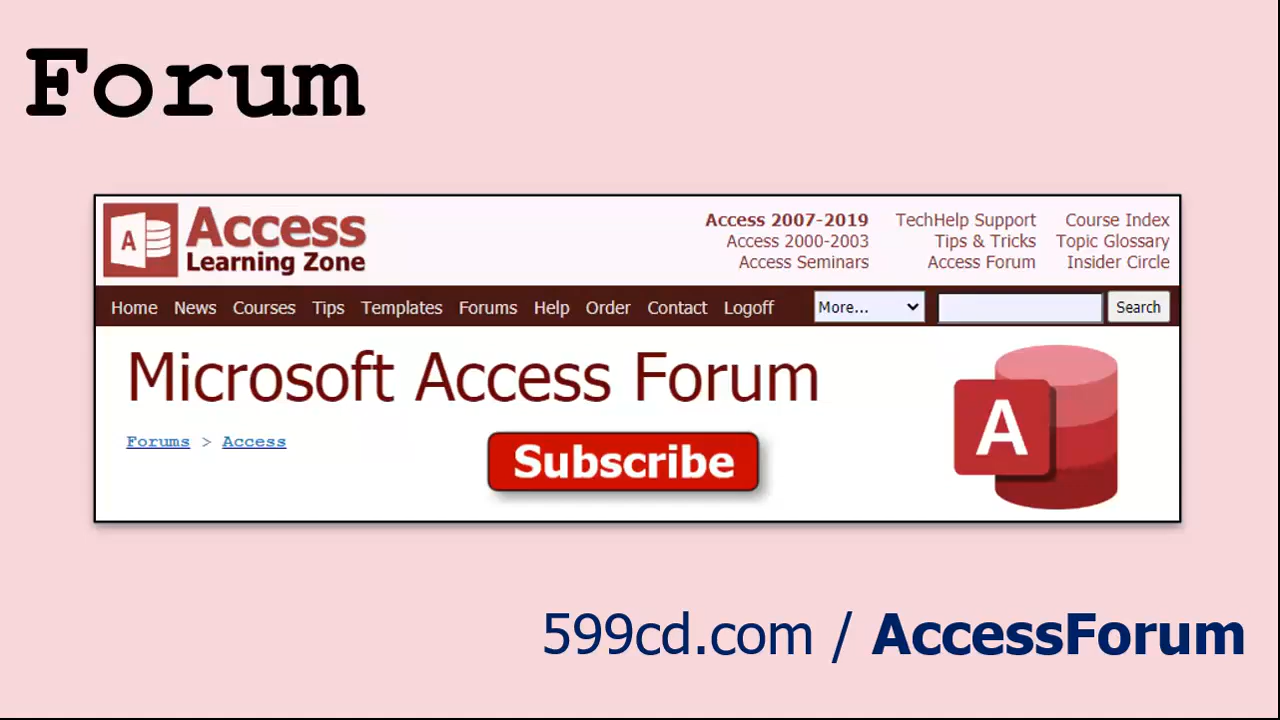 Forum
Access
Learning Zone
Access 2007-2019 TechHelp Support Course Index
Access 2000-2003 Tips & Tricks Topic Glossary
Access Seminars Access Forum Insider Circle
Home News Courses Tips Templates Forums Help Order Contact Logoff More... Search
Microsoft Access Forum
Forums > Access
Subscribe
A
A
599cd.com / AccessForum